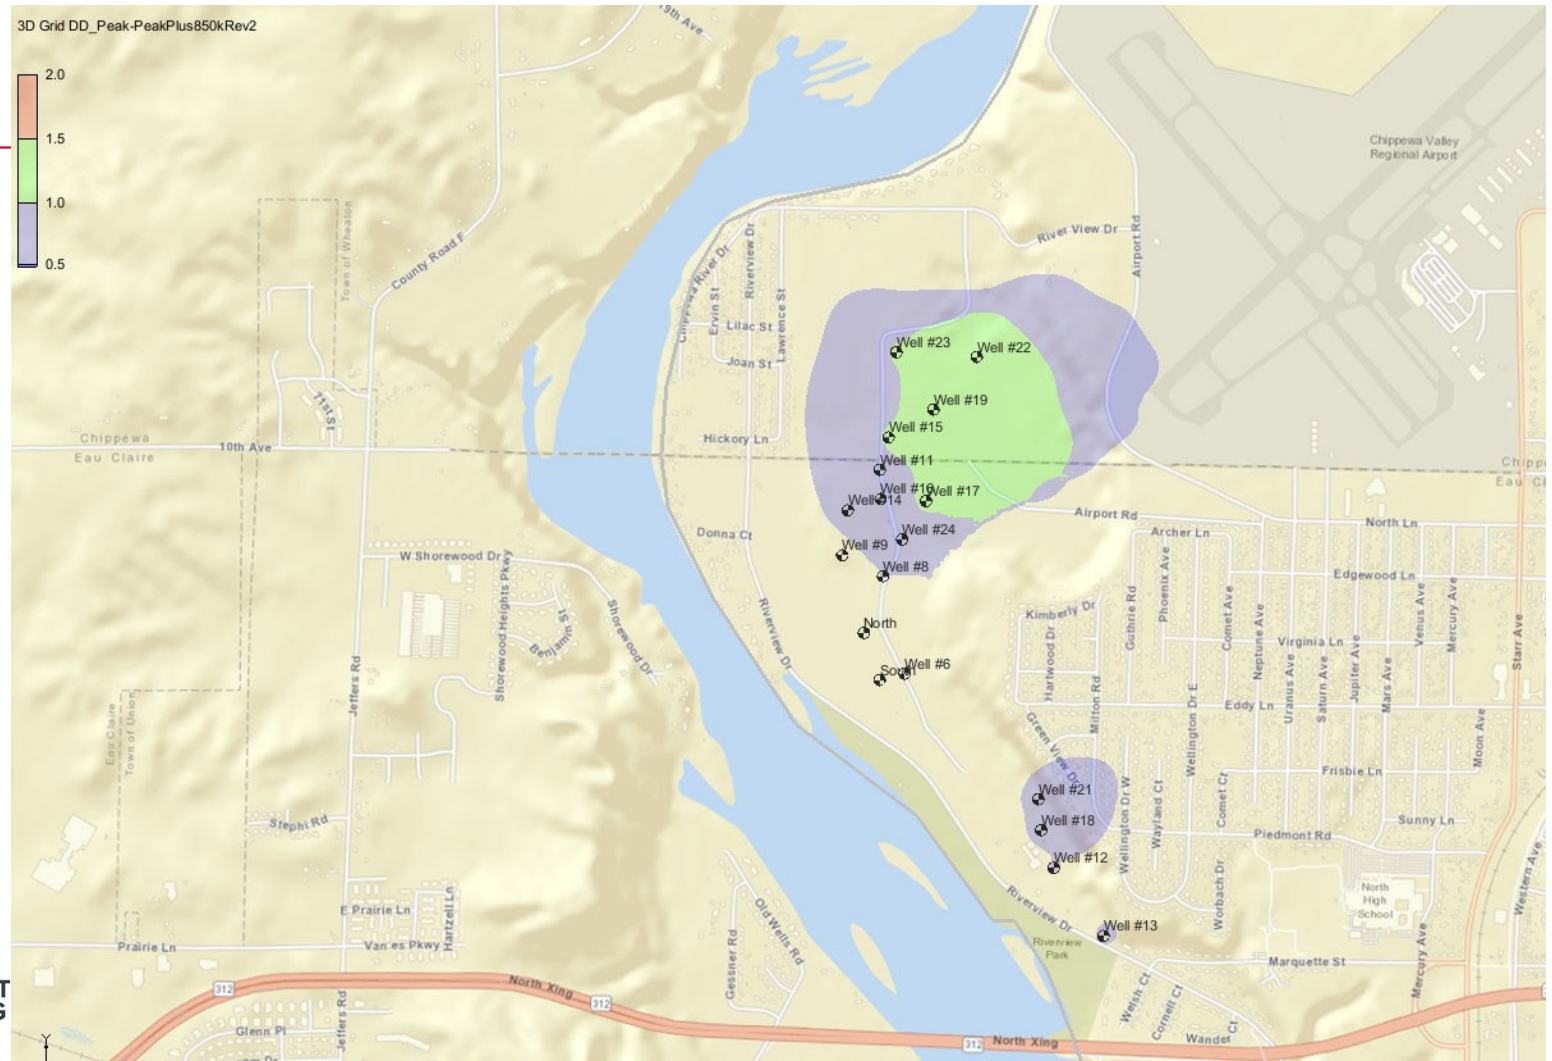 3D Grid DD_Peak-PeakPlus850kRev2
2.0
1.5
1.0
0.5
19th Ave
Chippewa Valley
Regional Airport
Town of Wheaton
County Road F
Chippewa River Dr
Riverview Dr
River View Dr
Airport Rd
Ervin St
Lawrence St
Lilac St
Joan St
Well #23
Well #22
71st St
Well #19
Well #15
Hickory Ln
Chippewa
Eau Claire
10th Ave
Well #11
Well #17
Airport Rd
North Ln
Archer Ln
Donna Ct
Well #24
W Shorewood Dr
Well #9
Well #8
Edgewood Ln
Shorewood Heights Pkwy
Benjamin St
Shorewood Dr
Riverview Dr
North
Kimberly Dr
Hartwood Dr
Guthrie Rd
Phoenix Ave
Comet Ave
Neptune Ave
Virginia Ln
Venus Ave
Mercury Ave
Starr Ave
South
Well #6
Jeffers Rd
Milton Rd
Wellington Dr E
Uranus Ave
Saturn Ave
Jupiter Ave
Mars Ave
Eddy Ln
Moon Ave
Eau Claire
Town of Union
Green View Dr
Frisbie Ln
Well #21
Well #18
Wellington Dr W
Wayland Ct
Comet Cr
Stephi Rd
Piedmont Rd
Sunny Ln
Well #12
Western Ave
Worbach Dr
North
High
School
E Prairie Ln
Hartzell Ln
Old Wells Rd
Gessner Rd
Riverview Dr
Well #13
Riverview
Park
Prairie Ln
Van es Pkwy
Marquette St
Mercury Ave
312
North Xing
312
Welsh Ct
Cornell Ct
Jeffers Rd
Glenn Pl
312
North Xing
Wander Ct
Y